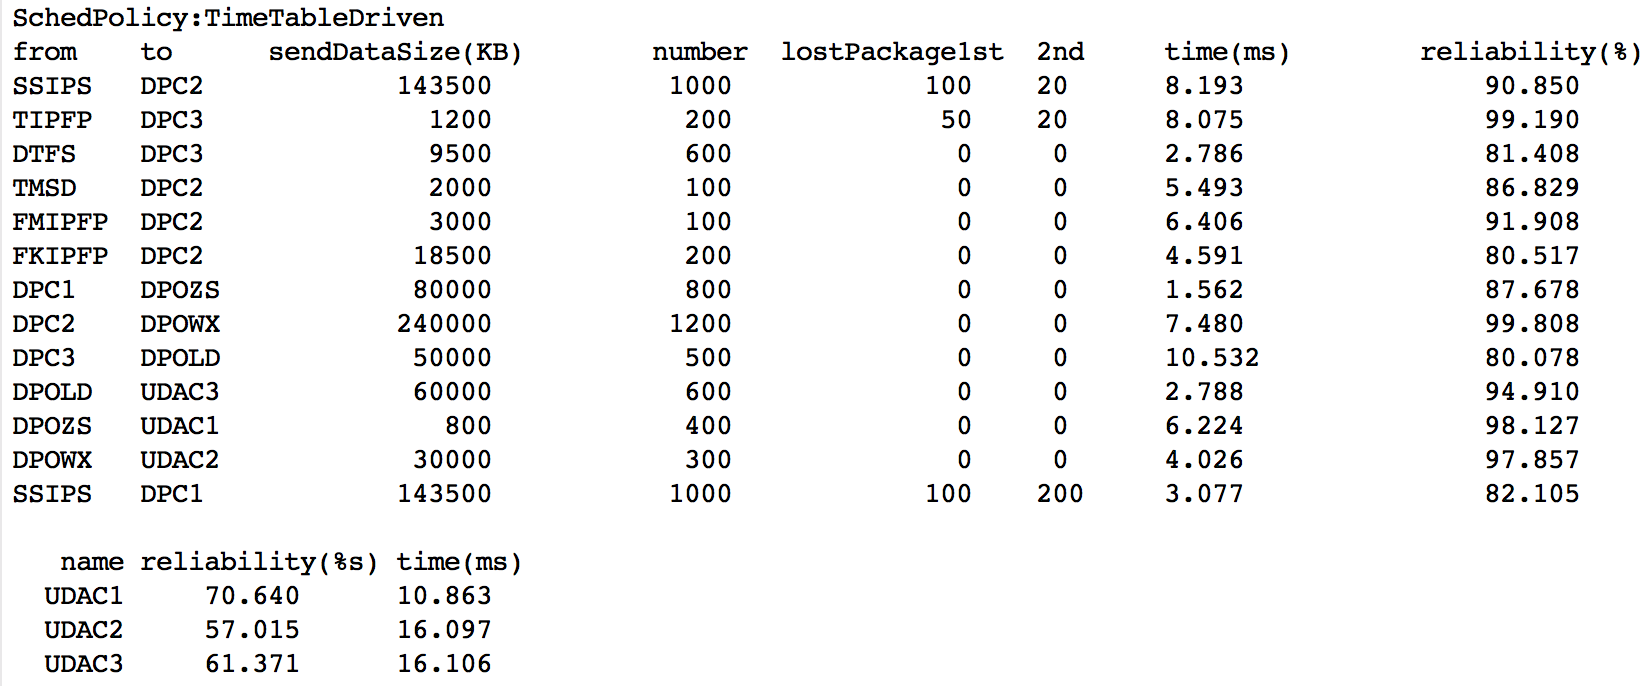 SchedPolicy:TimeTableDriven
from to sendDataSize(KB) number lostPackage1st 2nd time(ms) reliability(%)
SSIPS DPC2 143500 1000 100 20 8.193 90.850
TIPFP DPC3 1200 200 50 20 8.075 99.190
DTFS DPC3 9500 600 0 0 2.786 81.408
TMSD DPC2 2000 100 0 0 5.493 86.829
FMIPFP DPC2 3000 100 0 0 6.406 91.908
FKIPFP DPC2 18500 200 0 0 4.591 80.517
DPC1 DPOZS 80000 800 0 0 1.562 87.678
DPC2 DPOWX 240000 1200 0 0 7.480 99.808
DPC3 DPOLD 50000 500 0 0 10.532 80.078
DPOLD UDAC3 60000 600 0 0 2.788 94.910
DPOZS UDAC1 800 400 0 0 6.224 98.127
DPOWX UDAC2 30000 300 0 0 4.026 97.857
SSIPS DPC1 143500 1000 100 200 3.077 82.105
name reliability(%s) time(ms)
UDAC1 70.640 10.863
UDAC2 57.015 16.097
UDAC3 61.371 16.106